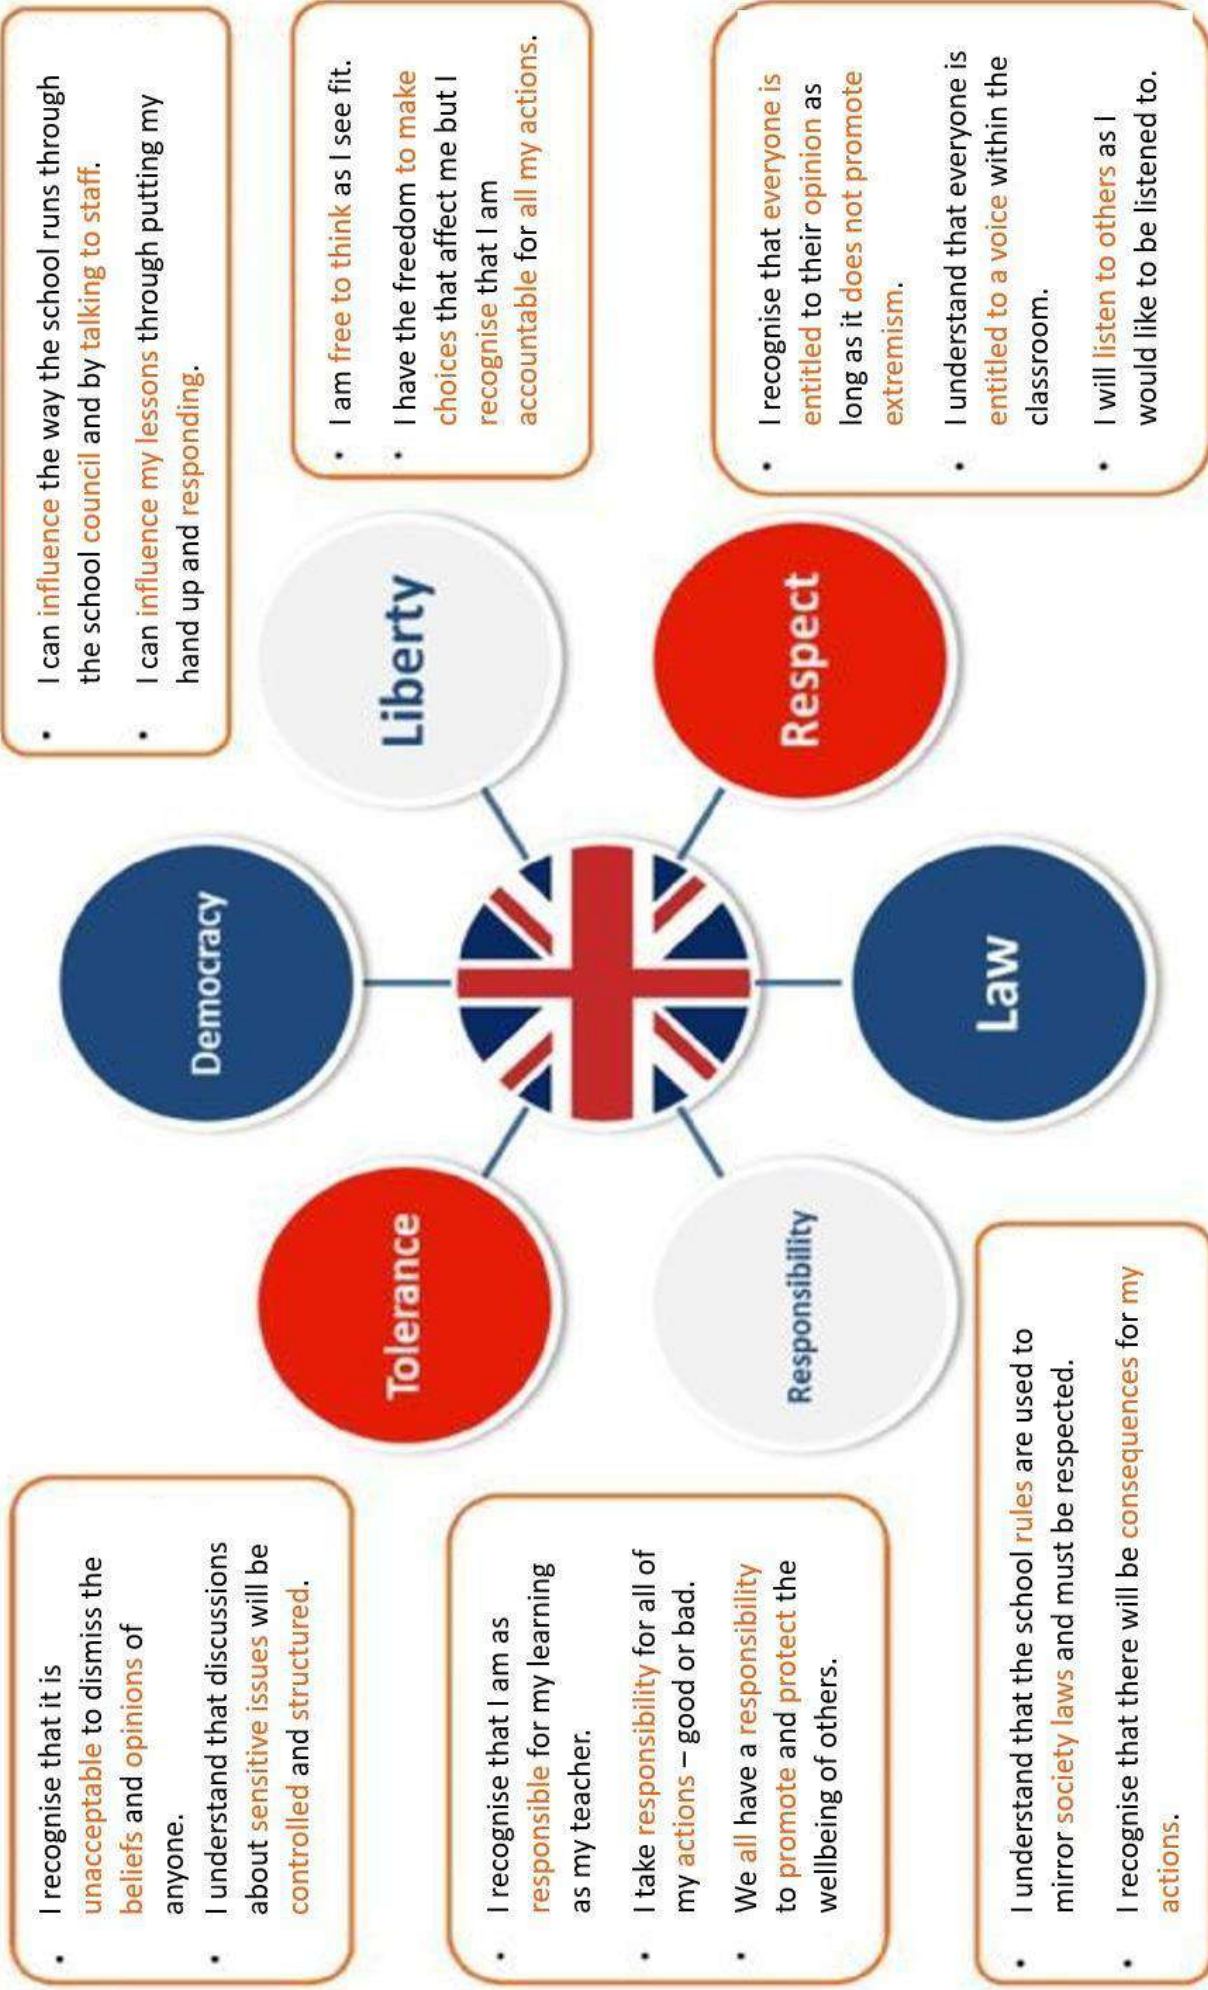 • I recognise that it is
unacceptable to dismiss the
beliefs and opinions of
anyone.
• I understand that discussions
about sensitive issues will be
controlled and structured.
Democracy
• I can influence the way the school runs through
the school council and by talking to staff.
• I can influence my lessons through putting my
hand up and responding.
Tolerance
Liberty
• I am free to think as I see fit.
• I have the freedom to make
choices that affect me but I
recognise that I am
accountable for all my actions.
• I recognise that I am as
responsible for my learning
as my teacher.
• I take responsibility for all of
my actions – good or bad.
• We all have a responsibility
to promote and protect the
wellbeing of others.
Responsibility
Respect
• I recognise that everyone is
entitled to their opinion as
long as it does not promote
extremism.
• I understand that everyone is
entitled to a voice within the
classroom.
• I will listen to others as I
would like to be listened to.
• I understand that the school rules are used to
mirror society laws and must be respected.
• I recognise that there will be consequences for my
actions.
Law